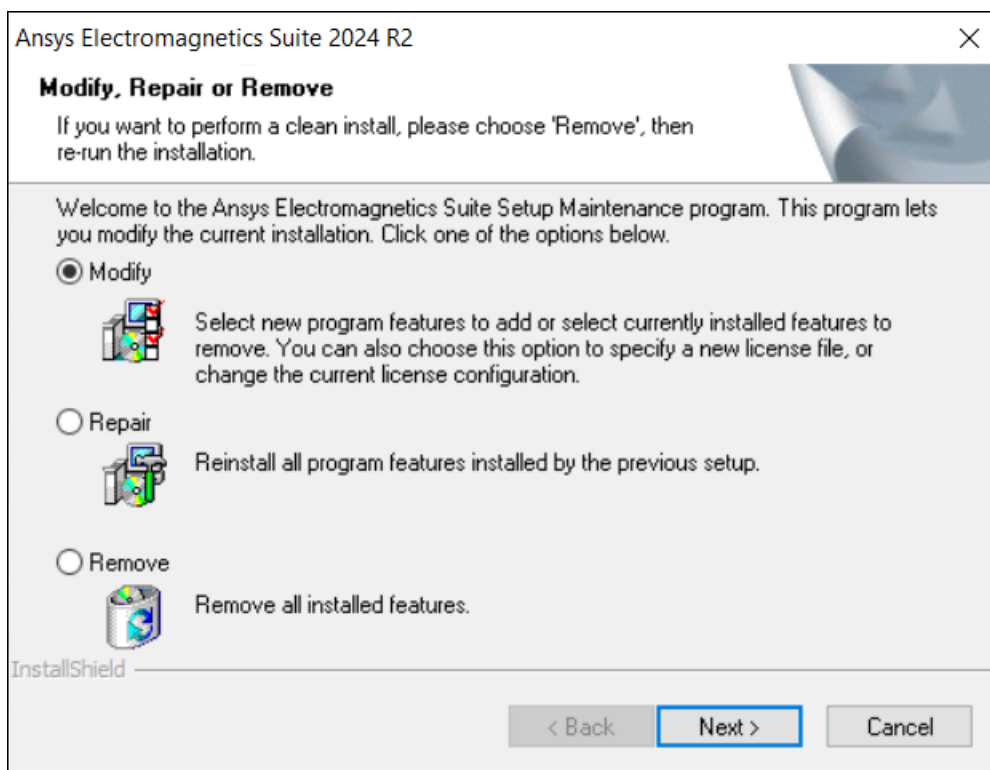 Ansys Electromagnetics Suite 2024 R2
Modify, Repair or Remove
If you want to perform a clean install, please choose 'Remove', then
re-run the installation.
Welcome to the Ansys Electromagnetics Suite Setup Maintenance program. This program lets
you modify the current installation. Click one of the options below.
Modify
Select new program features to add or select currently installed features to
remove. You can also choose this option to specify a new license file, or
change the current license configuration.
Repair
Reinstall all program features installed by the previous setup.
Remove
Remove all installed features.
InstallShield
< Back Next > Cancel